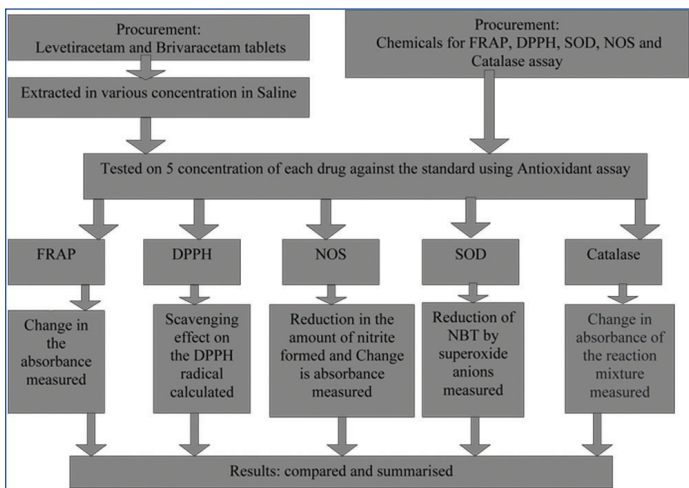 Procurement:
Levetiracetam and Brivaracetam tablets
Procurement:
Chemicals for FRAP, DPPH, SOD, NOS and
Catalase assay
Extracted in various concentration in Saline
Tested on 5 concentration of each drug against the standard using Antioxidant assay
FRAP
DPPH
NOS
SOD
Catalase
Change in
the
absorbance
measured
Scavenging
effect on
the DPPH
radical
calculated
Reduction in the
amount of nitrite
formed and Change
is absorbance
measured
Reduction of
NBT by
superoxide
anions
measured
Change in
absorbance of
the reaction
mixture
measured
Results: compared and summarised